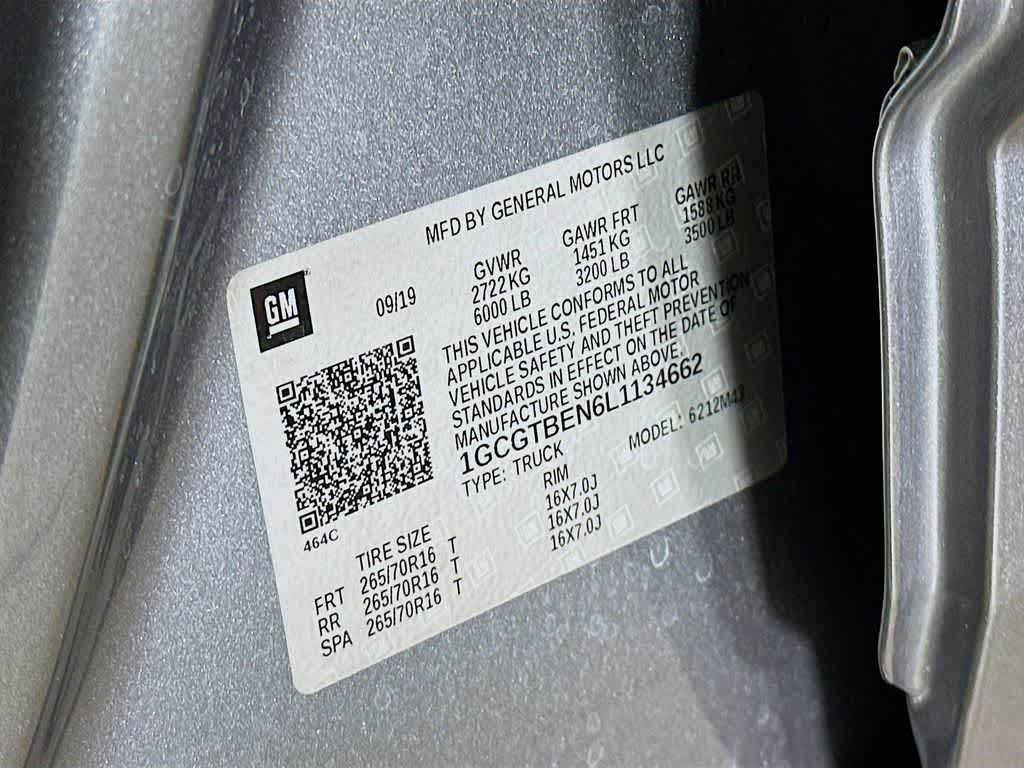 MFD BY GENERAL MOTORS LLC
GM
09/19
GVWR GAWR FRT GAWR RR
2722 KG 1451 KG 1588 KG
6000 LB 3200 LB 3500 LB
THIS VEHICLE CONFORMS TO ALL
APPLICABLE U.S. FEDERAL MOTOR
VEHICLE SAFETY AND THEFT PREVENTION
STANDARDS IN EFFECT ON THE DATE OF
MANUFACTURE SHOWN ABOVE.
1GCGTBEN6L1134662
TYPE: TRUCK MODEL: 6212M43
464C
TIRE SIZE RIM
FRT 265/70R16 T 16X7.0J
RR 265/70R16 T 16X7.0J
SPA 265/70R16 T 16X7.0J